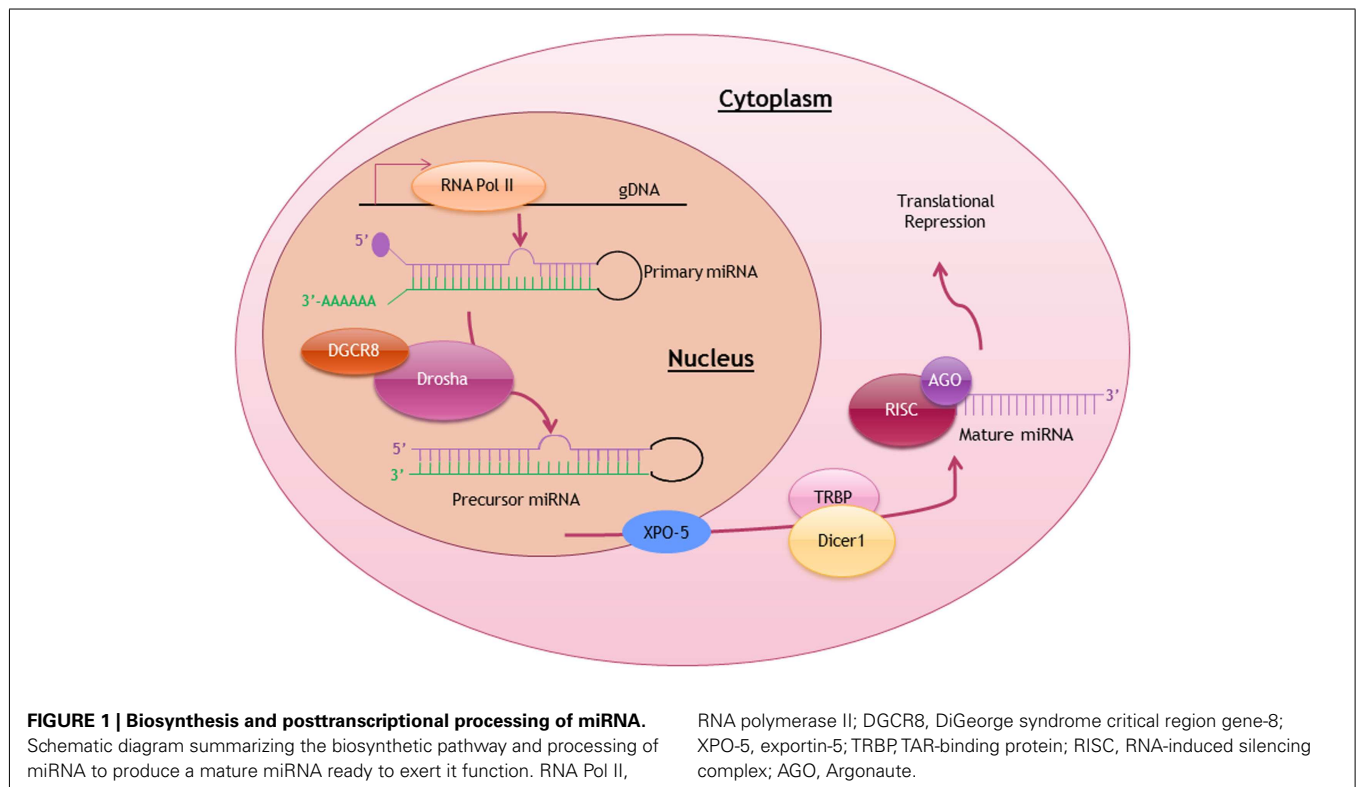 Cytoplasm
RNA Pol II
gDNA
5’
Primary miRNA
3’-AAAAAA
DGCR8
Drosha
Nucleus
5’
3’
Precursor miRNA
XPO-5
TRBP
Dicer1
Translational
Repression
AGO
RISC
3’
Mature miRNA
FIGURE 1 | Biosynthesis and posttranscriptional processing of miRNA.
Schematic diagram summarizing the biosynthetic pathway and processing of
miRNA to produce a mature miRNA ready to exert it function. RNA Pol II,
RNA polymerase II; DGCR8, DiGeorge syndrome critical region gene-8;
XPO-5, exportin-5; TRBP, TAR-binding protein; RISC, RNA-induced silencing
complex; AGO, Argonaute.